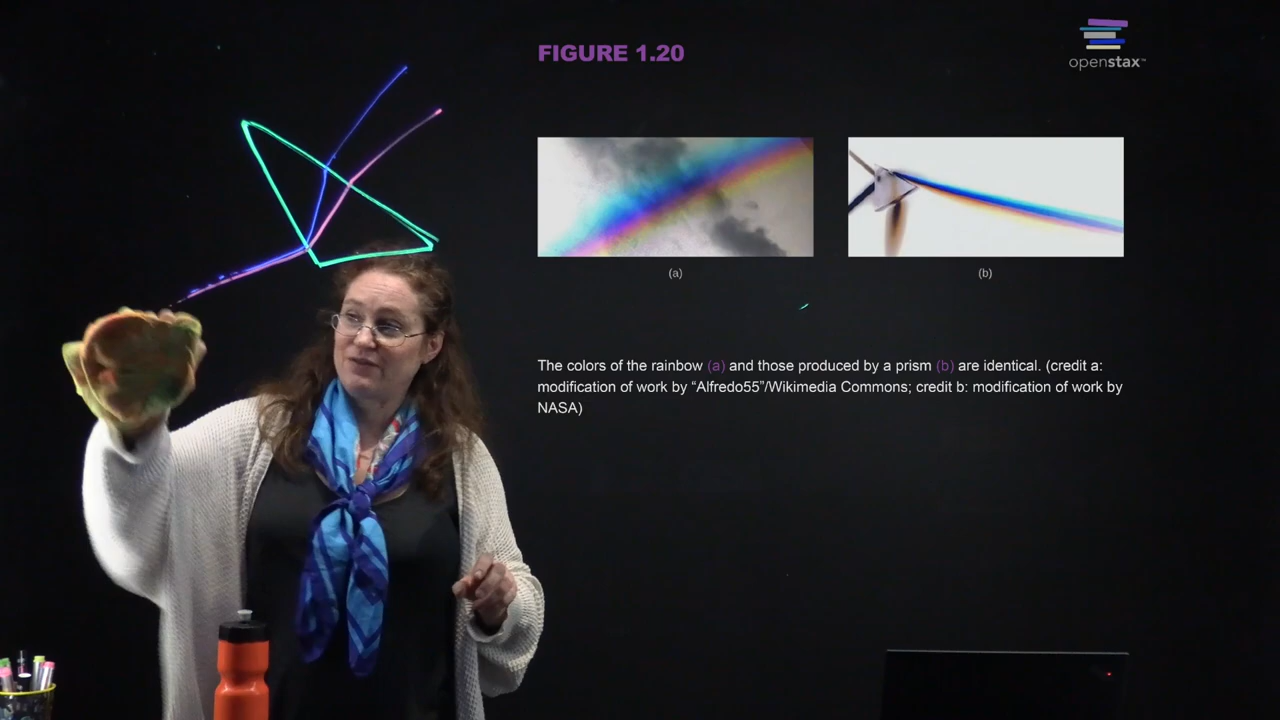 FIGURE 1.20
openstax™
(a)
(b)
The colors of the rainbow (a) and those produced by a prism (b) are identical. (credit a:
modification of work by “Alfredo55”/Wikimedia Commons; credit b: modification of work by
NASA)